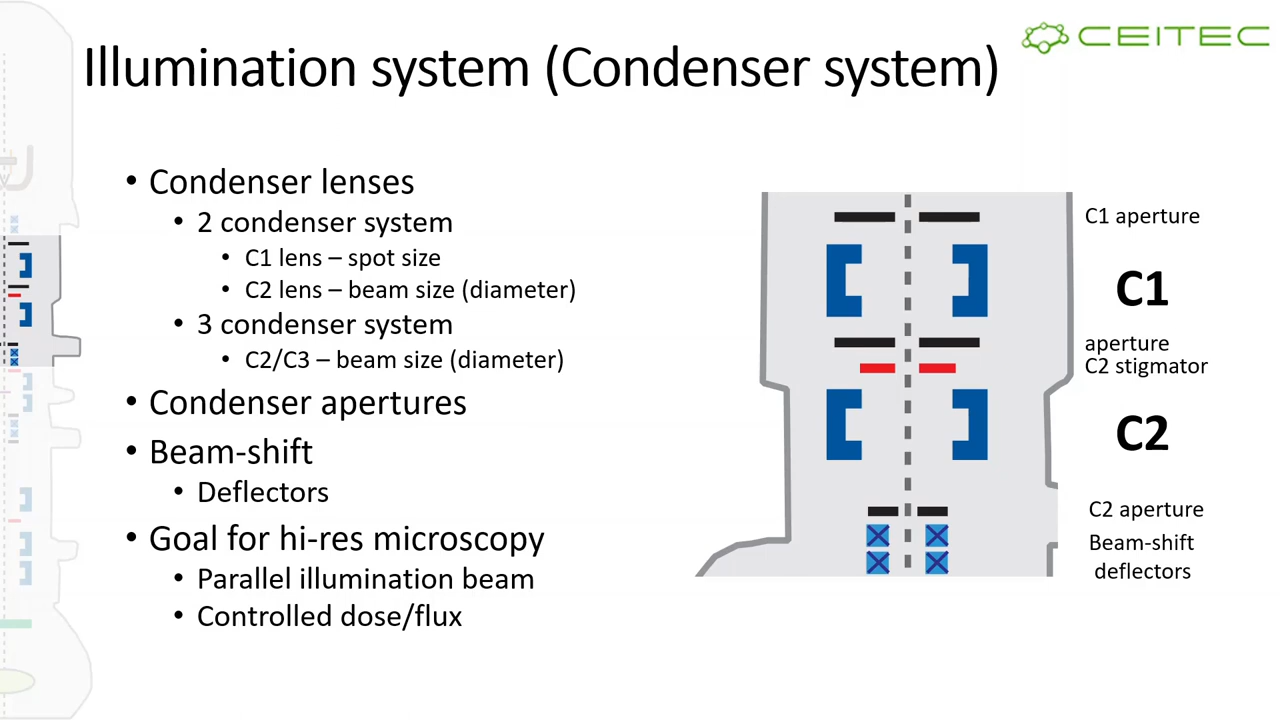 CEITEC
Illumination system (Condenser system)
• Condenser lenses
• 2 condenser system
• C1 lens – spot size
• C2 lens – beam size (diameter)
• 3 condenser system
• C2/C3 – beam size (diameter)
• Condenser apertures
• Beam-shift
• Deflectors
• Goal for hi-res microscopy
• Parallel illumination beam
• Controlled dose/flux
C1 aperture
C1
aperture
C2 stigmator
C2
C2 aperture
Beam-shift
deflectors